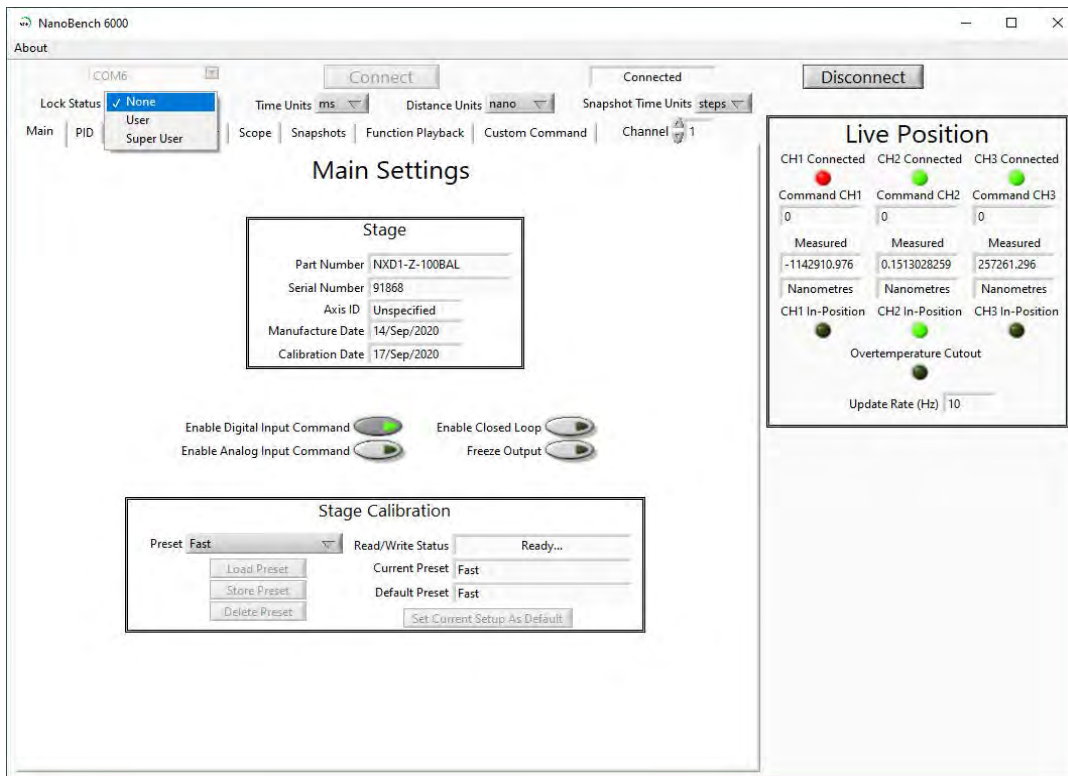 NanoBench 6000
About
COM6 Connect Connected Disconnect
Lock Status ✓ None Time Units ms Distance Units nano Snapshot Time Units steps
User
Super User
Main PID Scope Snapshots Function Playback Custom Command Channel 1
Main Settings
Stage
Part Number NXD1-Z-100BAL
Serial Number 91868
Axis ID Unspecified
Manufacture Date 14/Sep/2020
Calibration Date 17/Sep/2020
Enable Digital Input Command Enable Closed Loop
Enable Analog Input Command Freeze Output
Stage Calibration
Preset Fast Read/Write Status Ready...
Load Preset Current Preset Fast
Store Preset Default Preset Fast
Delete Preset Set Current Setup As Default
Live Position
CH1 Connected CH2 Connected CH3 Connected
Command CH1 Command CH2 Command CH3
0 0 0
Measured Measured Measured
-1142910.976 0.1513028259 257261.296
Nanometres Nanometres Nanometres
CH1 In-Position CH2 In-Position CH3 In-Position
Overtemperature Cutout
Update Rate (Hz) 10